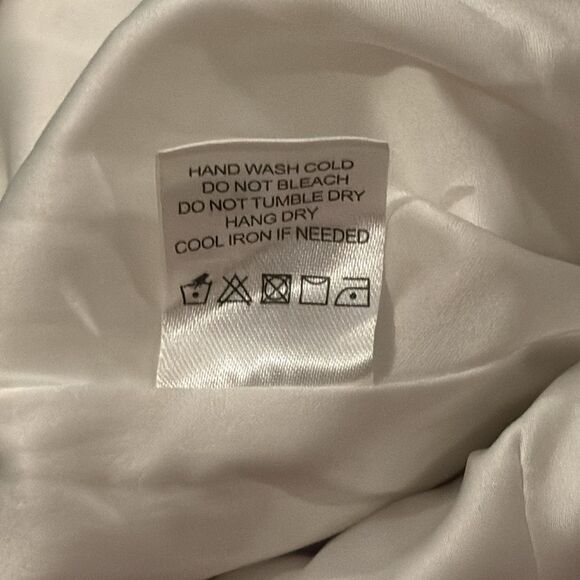 HAND WASH COLD
DO NOT BLEACH
DO NOT TUMBLE DRY
HANG DRY
COOL IRON IF NEEDED